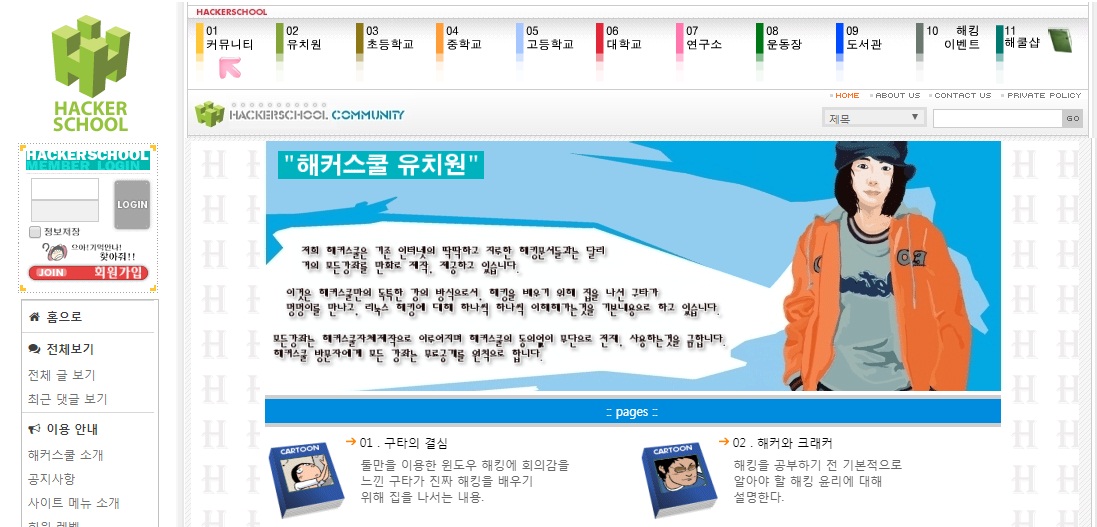 HACKER
SCHOOL
HACKERSCHOOL
MEMBER LOGIN
LOGIN
정보저장
으아!기억안나!
찾아줘!!
JOIN 회원가입
홈으로
전체보기
전체 글 보기
최근 댓글 보기
이용 안내
해커스쿨 소개
공지사항
사이트 메뉴 소개
회원 레벨
HACKERSCHOOL
01 커뮤니티
02 유치원
03 초등학교
04 중학교
05 고등학교
06 대학교
07 연구소
08 운동장
09 도서관
10 해킹 이벤트
11 해쿨샵
HOME ABOUT US CONTACT US PRIVATE POLICY
HACKERSCHOOL COMMUNITY
제목
GO
"해커스쿨 유치원"
저희 해커스쿨은 기존 인터넷의 딱딱하고 지루한 해킹문서들과는 달리
거의 모든강좌를 만화로 제작, 제공하고 있습니다.
이것은 해커스쿨만의 독특한 강의 방식으로서, 해킹을 배우기 위해 집을 나선 구타가
멍멍이를 만나고, 리눅스 해킹에 대해 하나씩 하나씩 이해해가는것을 기본내용으로 하고 있습니다.
모든강좌는 해커스쿨자체제작으로 이루어지며 해커스쿨의 동의없이 무단으로 전재, 사용하는것을 금합니다.
해커스쿨 방문자에게 모든 강좌는 무료공개를 원칙으로 합니다.
:: pages ::
CARTOON
01 . 구타의 결심
툴만을 이용한 윈도우 해킹에 회의감을
느낀 구타가 진짜 해킹을 배우기
위해 집을 나서는 내용.
CARTOON
02 . 해커와 크래커
해킹을 공부하기 전 기본적으로
알아야 할 해킹 윤리에 대해
설명한다.